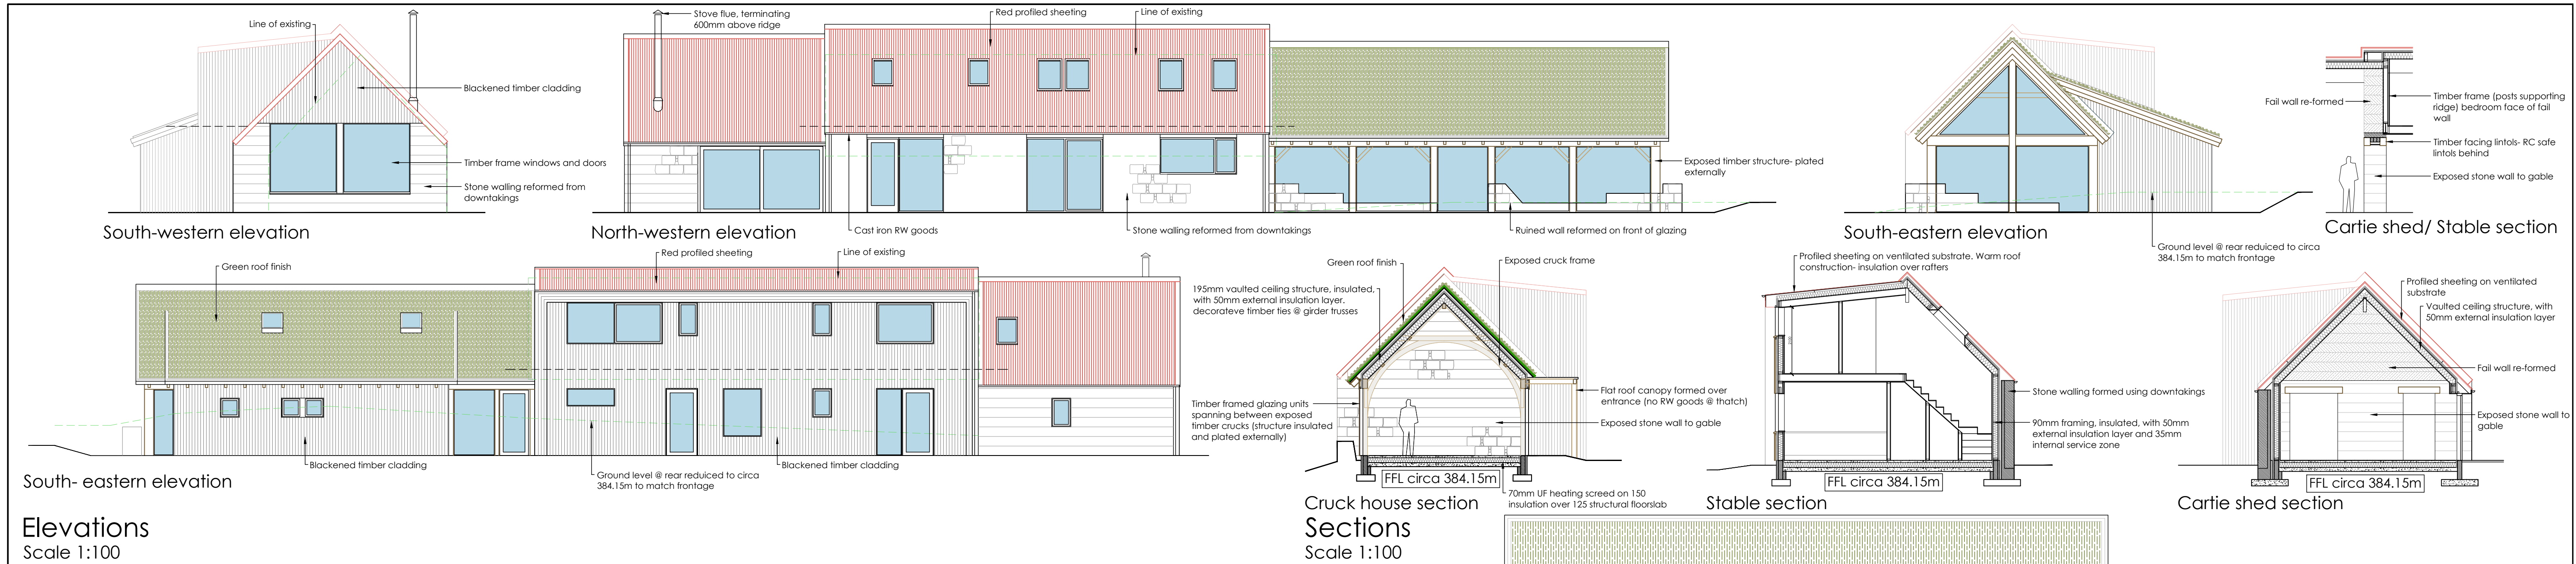 Line of existing
Blackened timber cladding
Timber frame windows and doors
Stone walling reformed from
downtakings
South-western elevation
Stove flue, terminating
600mm above ridge
Red profiled sheeting
Line of existing
Exposed timber structure- plated
externally
Cast iron RW goods
Stone walling reformed from downtakings
Ruined wall reformed on front of glazing
North-western elevation
South-eastern elevation
Ground level @ rear reduiced to circa
384.15m to match frontage
Fail wall re-formed
Timber frame (posts supporting
ridge) bedroom face of fail
wall
Timber facing lintols- RC safe
lintols behind
Exposed stone wall to gable
Cartie shed/ Stable section
Green roof finish
Red profiled sheeting
Line of existing
Blackened timber cladding
Ground level @ rear reduiced to circa
384.15m to match frontage
Blackened timber cladding
South- eastern elevation
Elevations
Scale 1:100
Green roof finish
Exposed cruck frame
195mm vaulted ceiling structure, insulated,
with 50mm external insulation layer.
decorateve timber ties @ girder trusses
Timber framed glazing units
spanning between exposed
timber crucks (structure insulated
and plated externally)
Flat roof canopy formed over
entrance (no RW goods @ thatch)
Exposed stone wall to gable
FFL circa 384.15m
70mm UF heating screed on 150
insulation over 125 structural floorslab
Cruck house section
Sections
Scale 1:100
Profiled sheeting on ventilated substrate. Warm roof
construction- insulation over rafters
Stone walling formed using downtakings
90mm framing, insulated, with 50mm
external insulation layer and 35mm
internal service zone
FFL circa 384.15m
Stable section
Profiled sheeting on ventilated
substrate
Vaulted ceiling structure, with
50mm external insulation layer
Fail wall re-formed
Exposed stone wall to
gable
FFL circa 384.15m
Cartie shed section